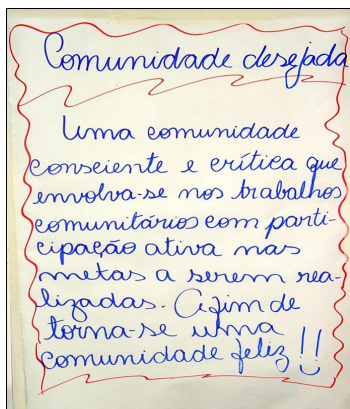 Comunidade desejada
Uma comunidade
consciente e crítica que
envolva-se nos trabalhos
comunitários com parti-
cipação ativa nas
metas a serem rea-
lizadas. Afim de
torna-se uma
comunidade feliz!!